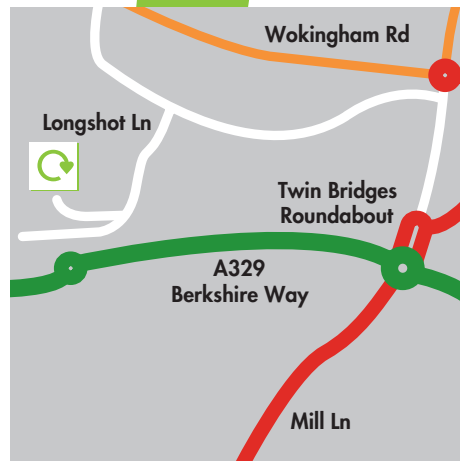 Wokingham Rd
Longshot Ln
Twin Bridges
Roundabout
A329
Berkshire Way
Mill Ln